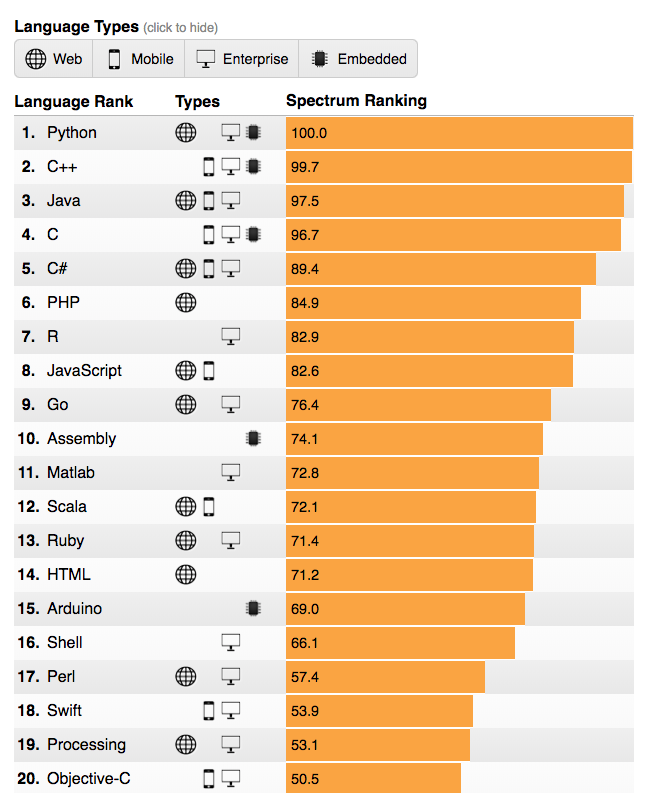 Language Types (click to hide)
Web Mobile Enterprise Embedded
Language Rank Types Spectrum Ranking
1. Python 100.0
2. C++ 99.7
3. Java 97.5
4. C 96.7
5. C# 89.4
6. PHP 84.9
7. R 82.9
8. JavaScript 82.6
9. Go 76.4
10. Assembly 74.1
11. Matlab 72.8
12. Scala 72.1
13. Ruby 71.4
14. HTML 71.2
15. Arduino 69.0
16. Shell 66.1
17. Perl 57.4
18. Swift 53.9
19. Processing 53.1
20. Objective-C 50.5